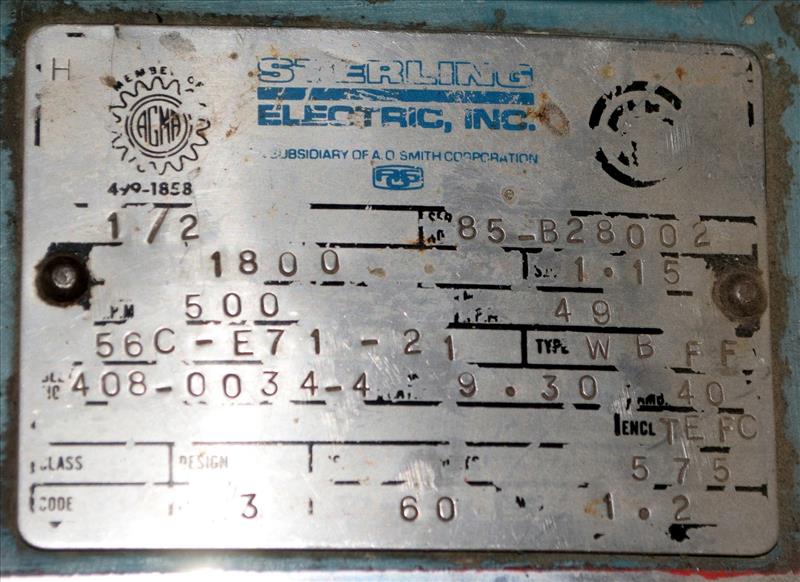 H
MEMBER OF
AGMA
499-1858
STERLING
ELECTRIC, INC.
SUBSIDIARY OF A.O. SMITH CORPORATION
1/2 85-B28002
1800 1.15
500 49
56C-E71-21 TYPE WB FF
408-0034-4 9.30 AMB. 40
ENCL TEFC
CLASS DESIGN 575
CODE 3 60 1.2